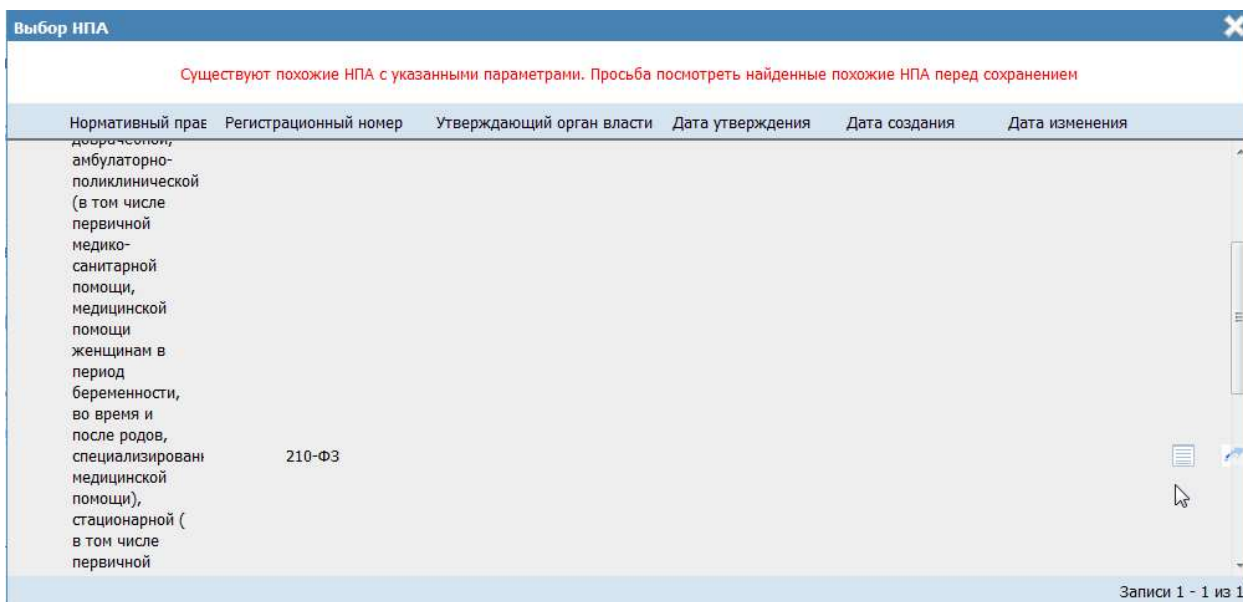 Выбор НПА
Существуют похожие НПА с указанными параметрами. Просьба посмотреть найденные похожие НПА перед сохранением
Нормативный прав Регистрационный номер Утверждающий орган власти Дата утверждения Дата создания Дата изменения
доврачебной,
амбулаторно-
поликлинической
(в том числе
первичной
медико-
санитарной
помощи,
медицинской
помощи
женщинам в
период
беременности,
во время и
после родов,
специализированн 210-ФЗ
медицинской
помощи),
стационарной (
в том числе
первичной
Записи 1 - 1 из 1